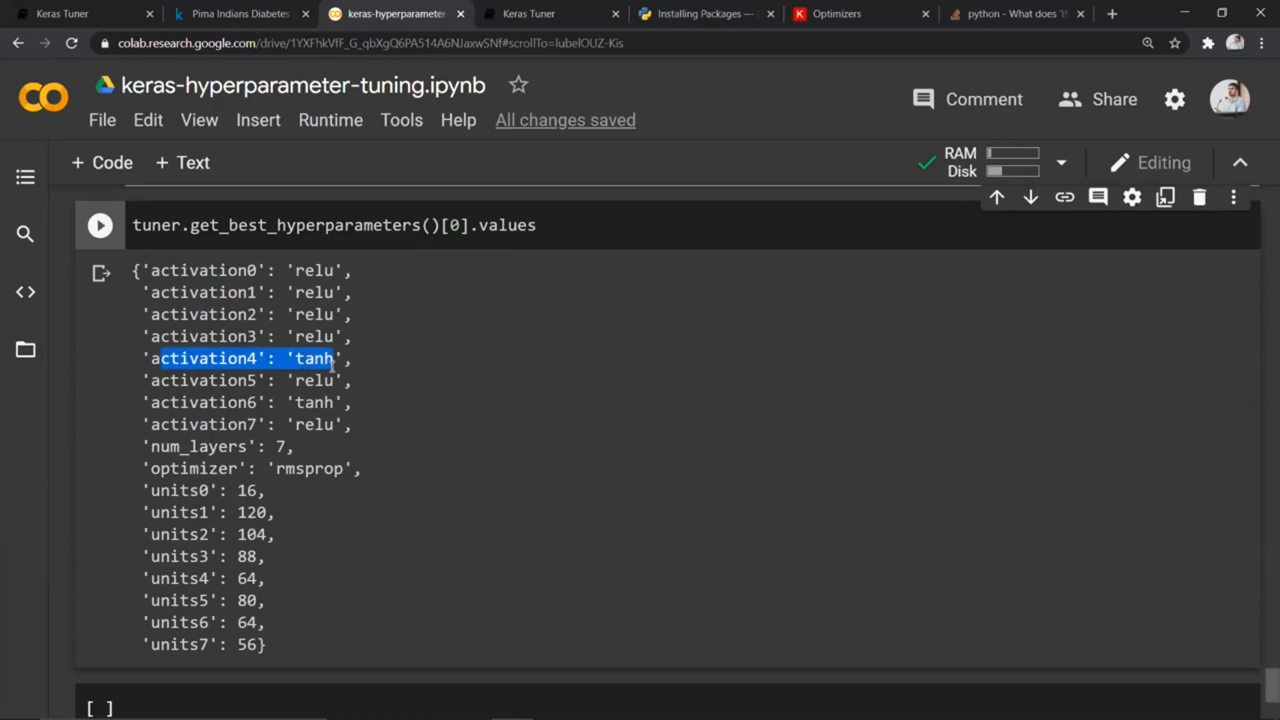 Keras Tuner
Pima Indians Diabetes
keras-hyperparameter
Keras Tuner
Installing Packages —
Optimizers
python - What does
colab.research.google.com/drive/1YXFhkVfF_G_qbXgQ6PA514A6NJaxwSNf#scrollTo=lubelOUZ-Kis
keras-hyperparameter-tuning.ipynb
Comment
Share
File Edit View Insert Runtime Tools Help All changes saved
+ Code + Text
RAM
Disk
Editing
tuner.get_best_hyperparameters()[0].values
{'activation0': 'relu',
'activation1': 'relu',
'activation2': 'relu',
'activation3': 'relu',
'activation4': 'tanh',
'activation5': 'relu',
'activation6': 'tanh',
'activation7': 'relu',
'num_layers': 7,
'optimizer': 'rmsprop',
'units0': 16,
'units1': 120,
'units2': 104,
'units3': 88,
'units4': 64,
'units5': 80,
'units6': 64,
'units7': 56}
[ ]